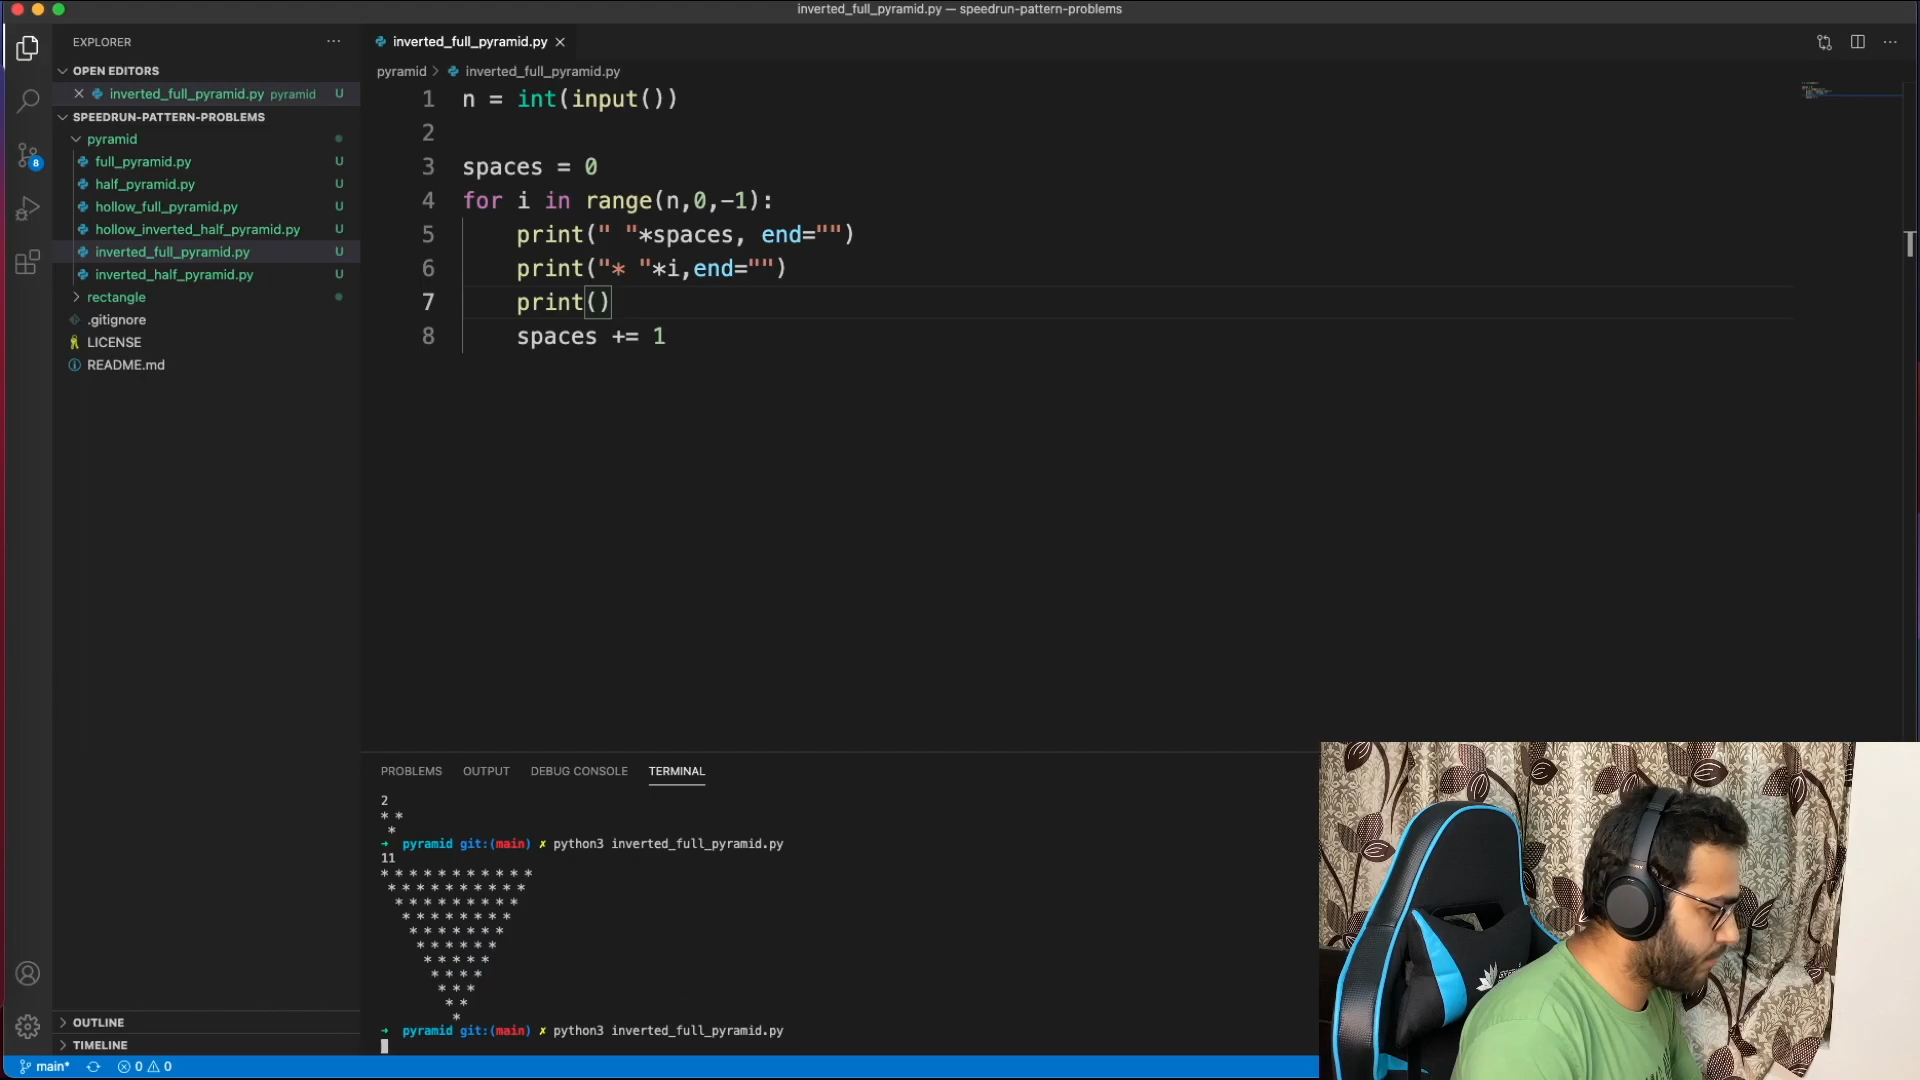 inverted_full_pyramid.py — speedrun-pattern-problems
EXPLORER
inverted_full_pyramid.py
OPEN EDITORS
inverted_full_pyramid.py pyramid U
SPEEDRUN-PATTERN-PROBLEMS
pyramid
full_pyramid.py U
half_pyramid.py U
hollow_full_pyramid.py U
hollow_inverted_half_pyramid.py U
inverted_full_pyramid.py U
inverted_half_pyramid.py U
rectangle
.gitignore
LICENSE
README.md
8
OUTLINE
TIMELINE
pyramid > inverted_full_pyramid.py
1 n = int(input())
2
3 spaces = 0
4 for i in range(n,0,-1):
5 print(" "*spaces, end="")
6 print("* "*i,end="")
7 print()
8 spaces += 1
PROBLEMS OUTPUT DEBUG CONSOLE TERMINAL
2
* *
*
➜ pyramid git:(main) ✗ python3 inverted_full_pyramid.py
11
* * * * * * * * * * *
* * * * * * * * * *
* * * * * * * * *
* * * * * * * *
* * * * * * *
* * * * * *
* * * * *
* * * *
* * *
* *
*
➜ pyramid git:(main) ✗ python3 inverted_full_pyramid.py
main* 0 0